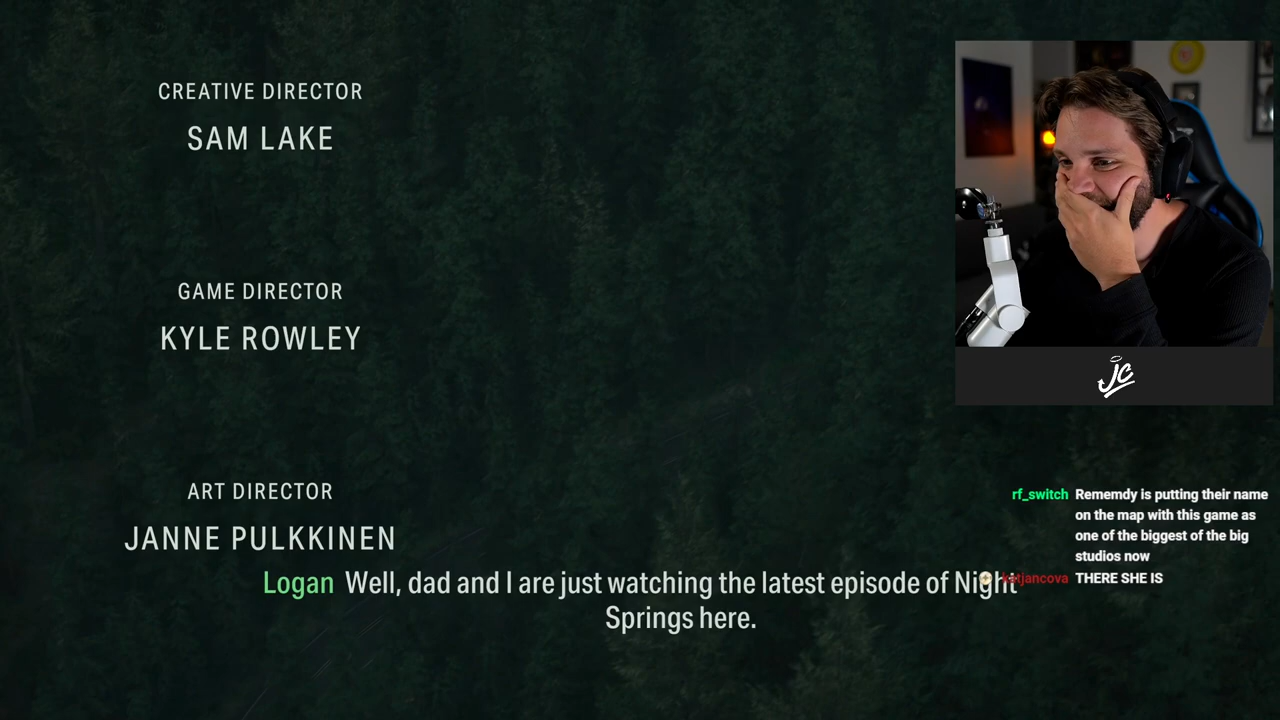 CREATIVE DIRECTOR
SAM LAKE
GAME DIRECTOR
KYLE ROWLEY
ART DIRECTOR
JANNE PULKKINEN
Logan Well, dad and I are just watching the latest episode of Night
Springs here.
jc
rf_switch Rememdy is putting their name
on the map with this game as
one of the biggest of the big
studios now
katjancova THERE SHE IS